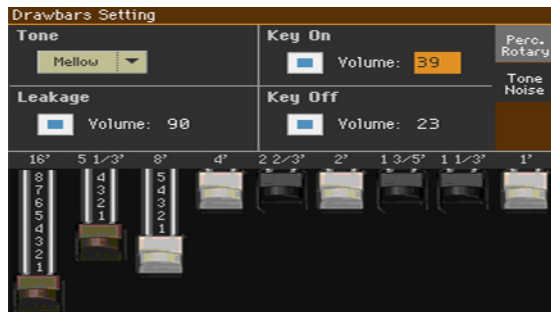 Drawbars Setting
Tone
Mellow
Key On
Volume: 39
Perc.
Rotary
Tone
Noise
Leakage
Volume: 90
Key Off
Volume: 23
16' 5 1/3' 8' 4' 2 2/3' 2' 1 3/5' 1 1/3' 1'
8 4 5
7 3 4
6 2 3
5 1 2
4 1
3
2
1